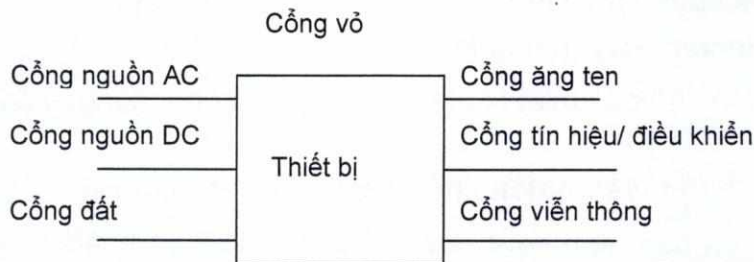 Cổng vỏ
Cổng nguồn AC
Cổng ăng ten
Cổng nguồn DC
Cổng tín hiệu/ điều khiển
Thiết bị
Cổng đất
Cổng viễn thông